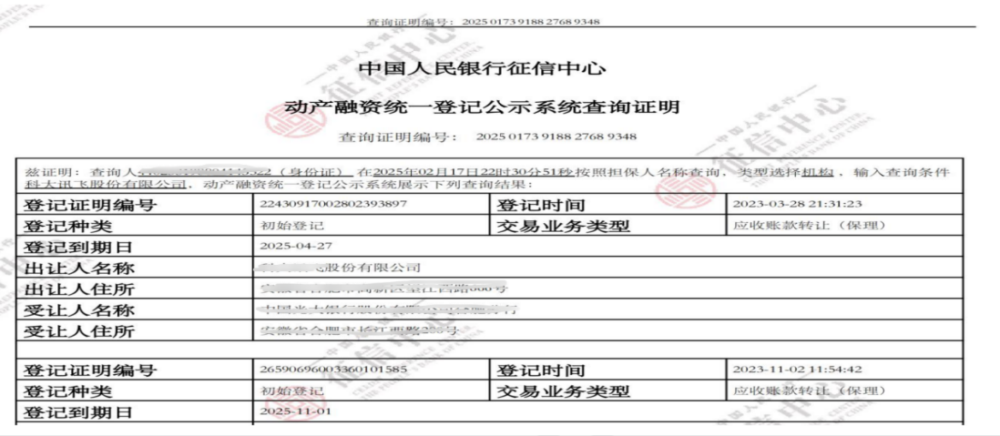 查询证明编号: 2025 0173 9188 2768 9348
中国人民银行征信中心
动产融资统一登记公示系统查询证明
查询证明编号: 2025 0173 9188 2768 9348
兹证明: 查询人 (身份证) 在2025年02月17日22时30分51秒按照担保人名称查询, 类型选择机构, 输入查询条件
科大讯飞股份有限公司, 动产融资统一登记公示系统展示下列查询结果:
登记证明编号 22430917002802393897 登记时间 2023-03-28 21:31:23
登记种类 初始登记 交易业务类型 应收账款转让 (保理)
登记到期日 2025-04-27
出让人名称 股份有限公司
出让人住所 号
受让人名称
受让人住所 安徽省合肥市长江西路 号
登记证明编号 26590696003360101585 登记时间 2023-11-02 11:54:42
登记种类 初始登记 交易业务类型 应收账款转让 (保理)
登记到期日 2025-11-01